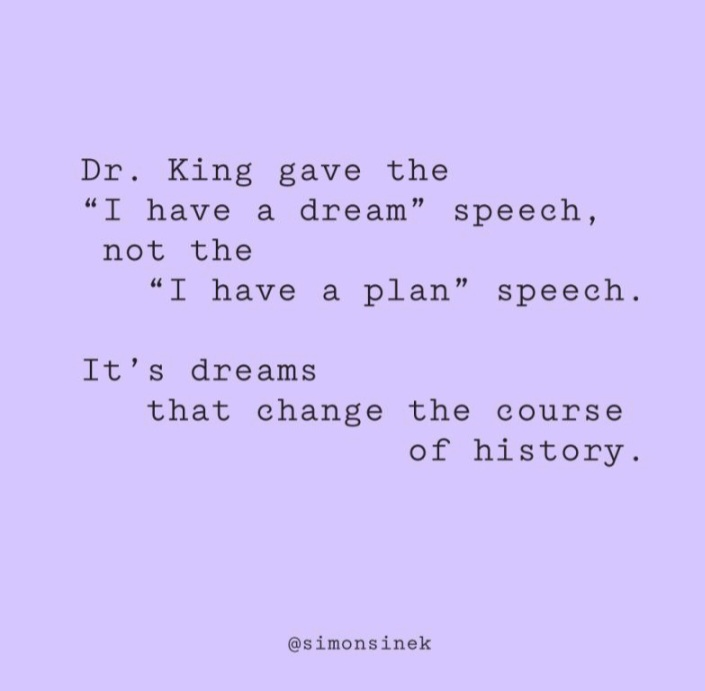 Dr. King gave the
“I have a dream” speech,
not the
“I have a plan” speech.
It’s dreams
that change the course
of history.
@simonsinek